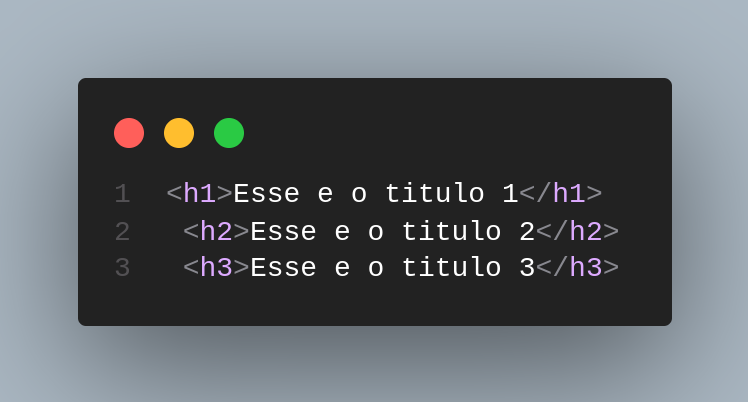 1 <h1>Esse e o titulo 1</h1>
2  <h2>Esse e o titulo 2</h2>
3  <h3>Esse e o titulo 3</h3>